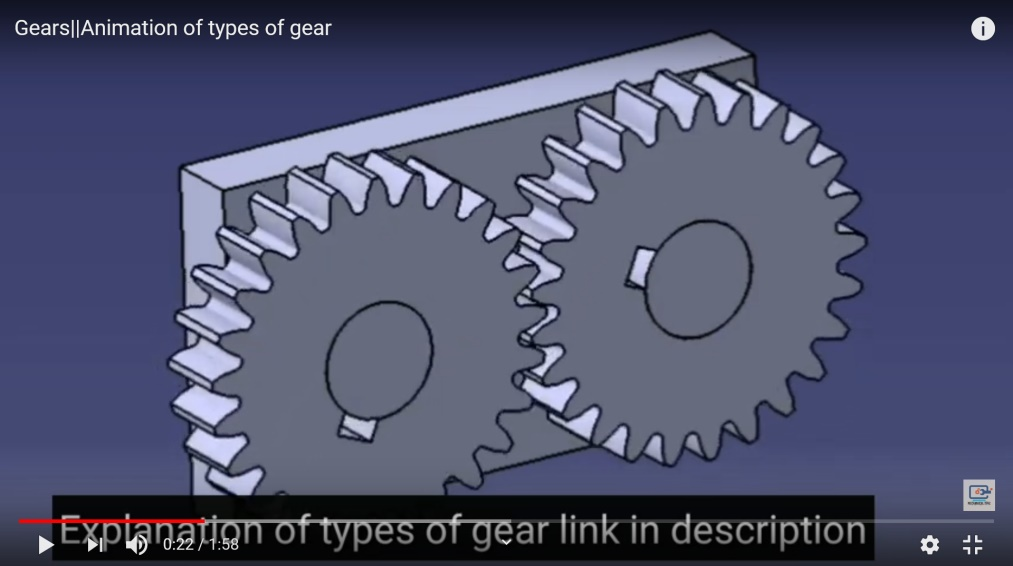 Gears||Animation of types of gear
Explanation of types of gear link in description
0:22 / 1:58